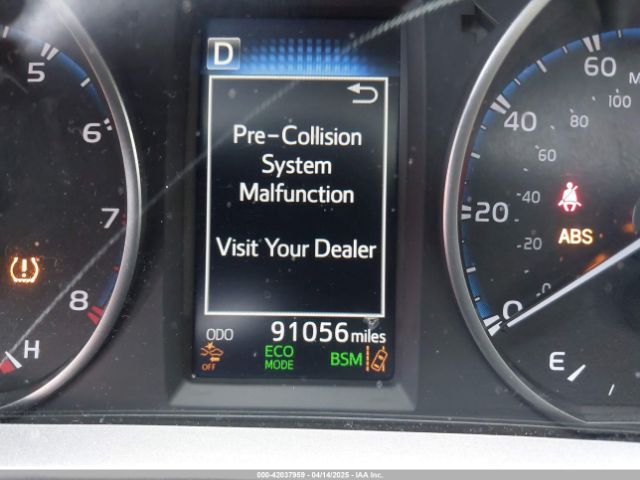 D
Pre-Collision
System
Malfunction
Visit Your Dealer
ODO 91056 miles
OFF
ECO
MODE
BSM
5
6
7
8
H
60
100
40
80
60
20
40
20
0
0
ABS
E
000-42037959 - 04/14/2025 - IAA Inc.